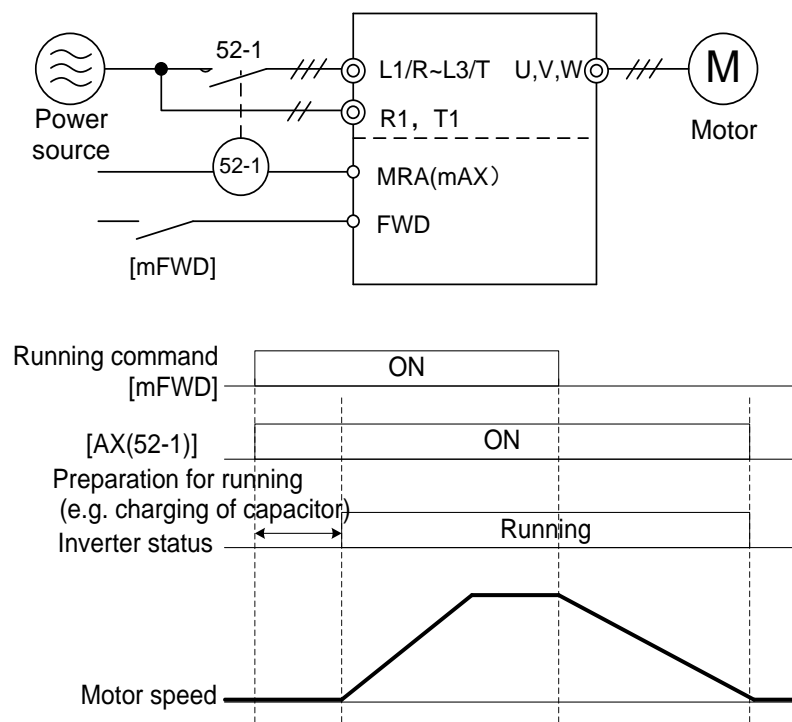 52-1
L1/R~L3/T
U,V,W
M
Power
source
R1，T1
Motor
52-1
MRA(mAX）
FWD
[mFWD]
Running command
[mFWD]
ON
[AX(52-1)]
ON
Preparation for running
(e.g. charging of capacitor)
Inverter status
Running
Motor speed